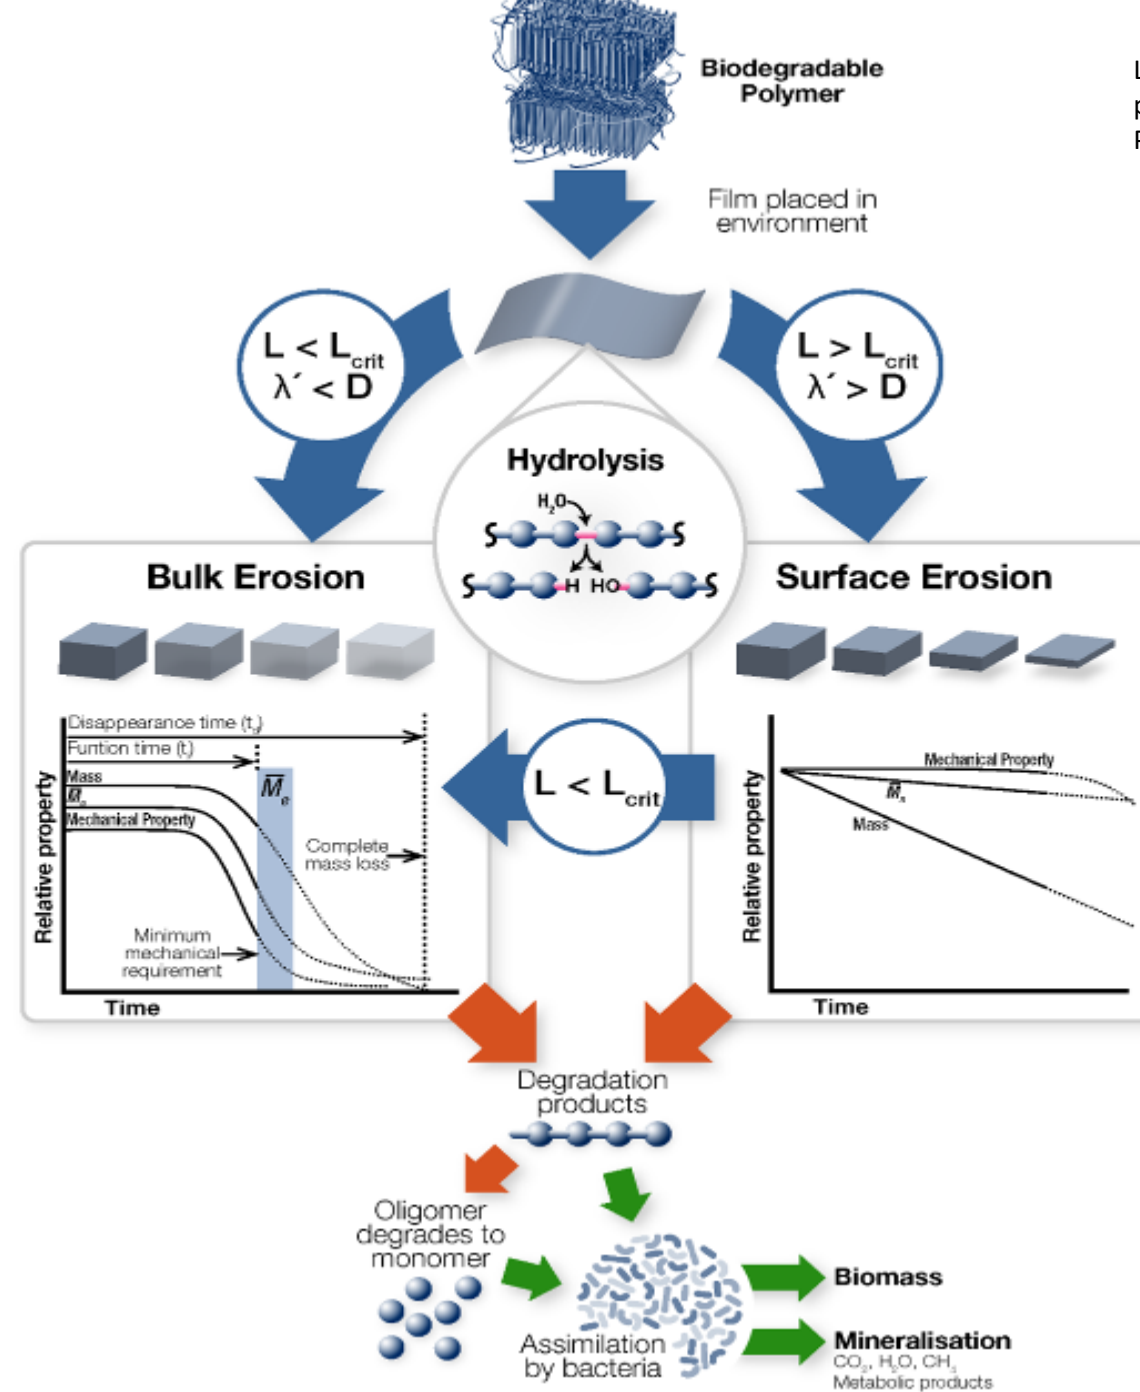 Biodegradable
Polymer
L
p
P
Film placed in
environment
L < Lcrit
λ´ < D
L > Lcrit
λ´ > D
Hydrolysis
H₂O
H HO
Bulk Erosion
Surface Erosion
Disappearance time (td)
Funtion time (tf)
Mass
Mn
Mechanical Property
M̅e
Complete
mass loss
Minimum
mechanical
requirement
Relative property
Time
L < Lcrit
Mechanical Property
Mn
Mass
Relative property
Time
Degradation
products
Oligomer
degrades to
monomer
Assimilation
by bacteria
Biomass
Mineralisation
CO₂, H₂O, CH₄
Metabolic products